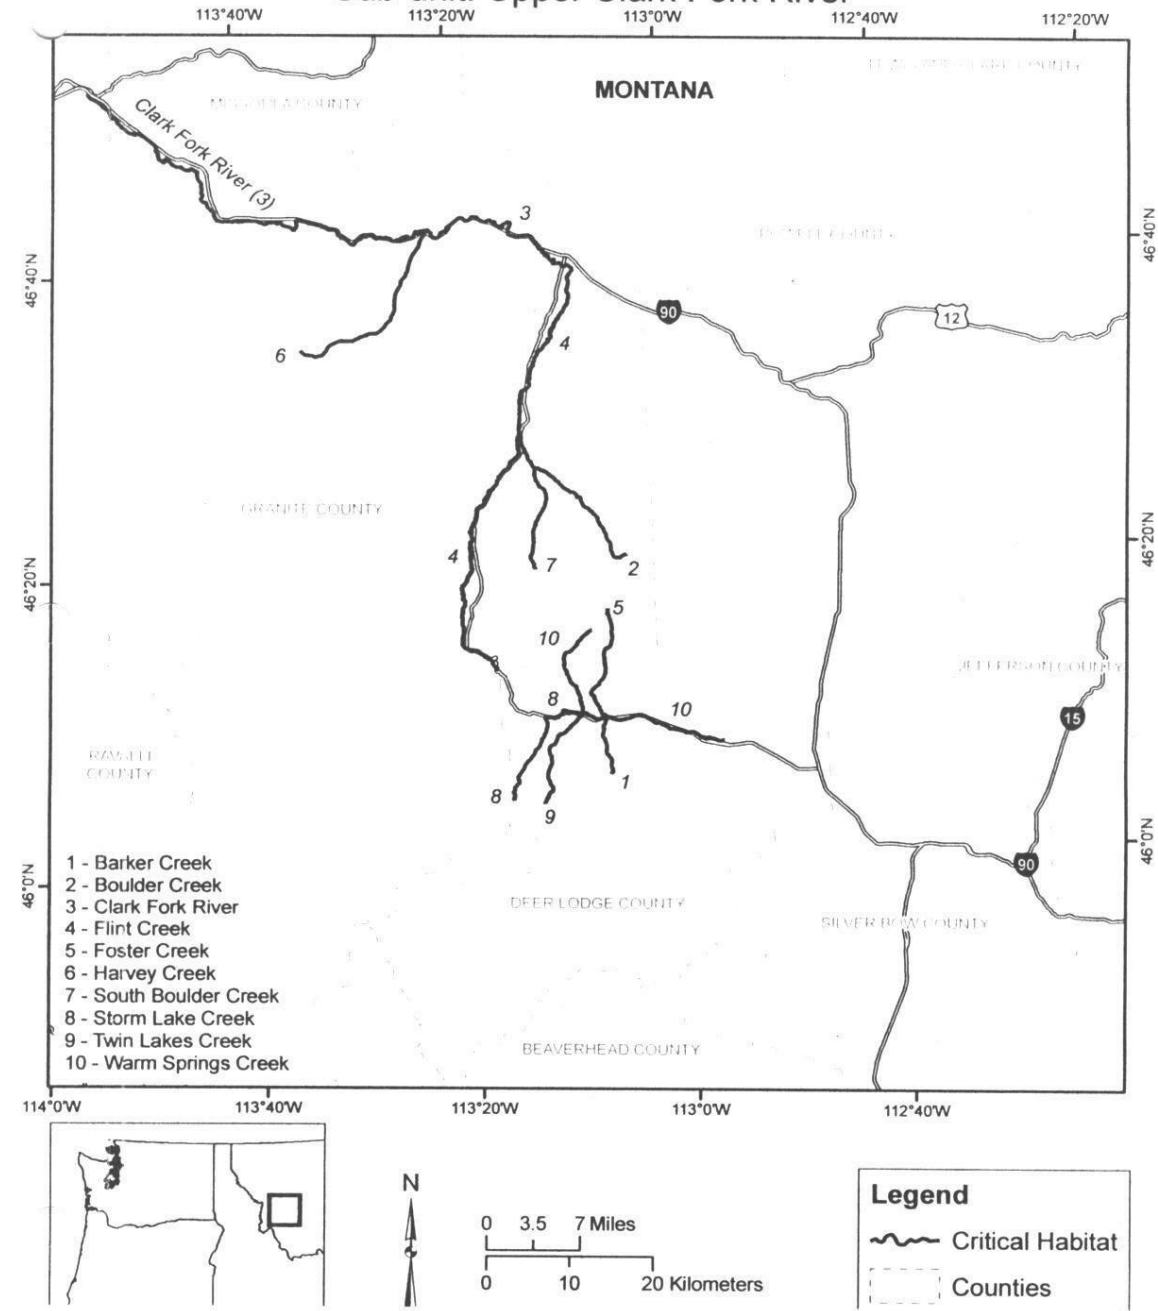 113°40'W 113°20'W 113°0'W 112°40'W 112°20'W
MONTANA
MISSOULA COUNTY
Clark Fork River (3)
3
POWELL COUNTY
46°40'N
46°40'N
90
12
4
6
GRANITE COUNTY
46°20'N
4
7
2
46°20'N
5
10
JEFFERSON COUNTY
8
10
15
RAVALLI
COUNTY
1
8
9
46°0'N
46°0'N
90
1 - Barker Creek
2 - Boulder Creek
3 - Clark Fork River
4 - Flint Creek
5 - Foster Creek
6 - Harvey Creek
7 - South Boulder Creek
8 - Storm Lake Creek
9 - Twin Lakes Creek
10 - Warm Springs Creek
DEER LODGE COUNTY
SILVER BOW COUNTY
BEAVERHEAD COUNTY
114°0'W 113°40'W 113°20'W 113°0'W 112°40'W
N
0 3.5 7 Miles
0 10 20 Kilometers
Legend
Critical Habitat
Counties